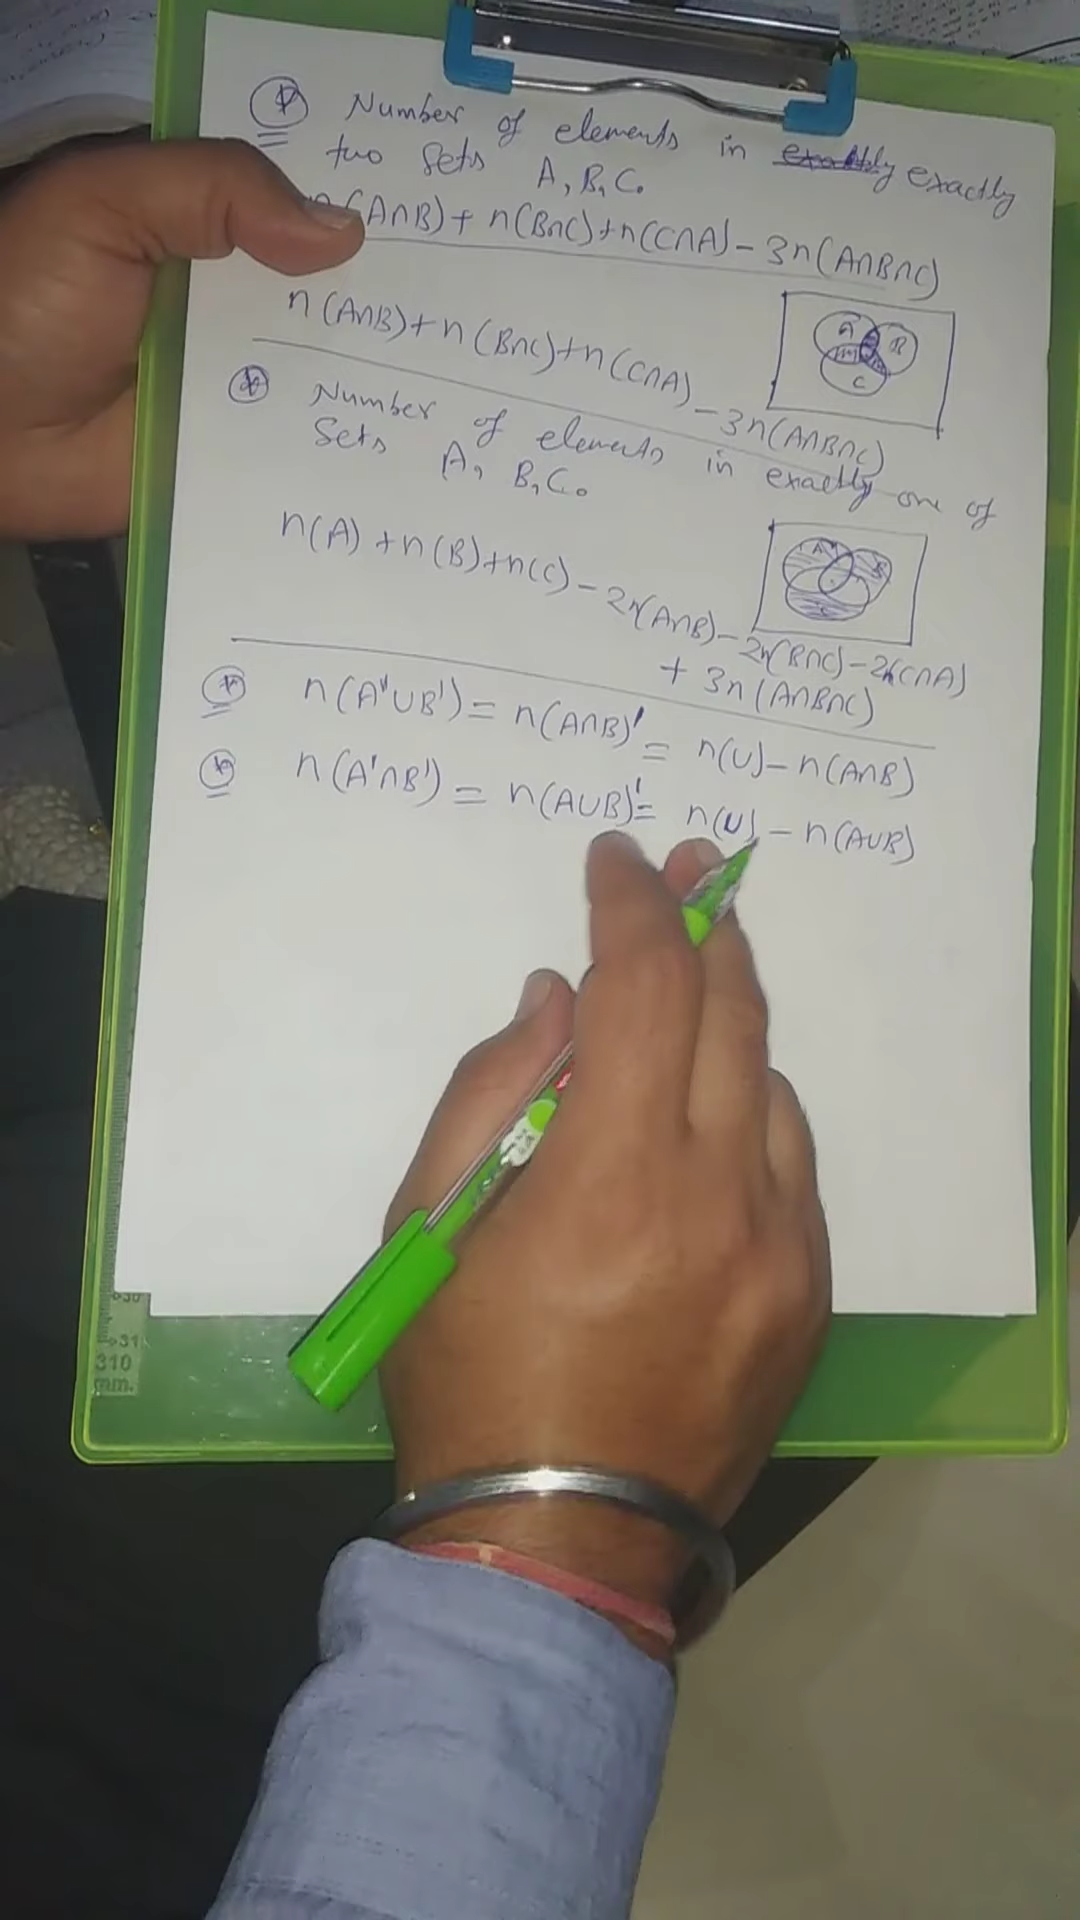 Number of elements in exactly exactly
two sets A, B, C.
n(A∩B) + n(B∩C) + n(C∩A) - 3n(A∩B∩C)
n(A∩B) + n(B∩C) + n(C∩A) - 3n(A∩B∩C)
A B
C
Number of elements in exactly one of
sets A, B, C.
n(A) + n(B) + n(C) - 2n(A∩B) - 2n(B∩C) - 2n(C∩A)
+ 3n(A∩B∩C)
A B
C
n(A'∪B') = n(A∩B)' = n(U) - n(A∩B)
n(A'∩B') = n(A∪B)' = n(U) - n(A∪B)
31
310
mm.